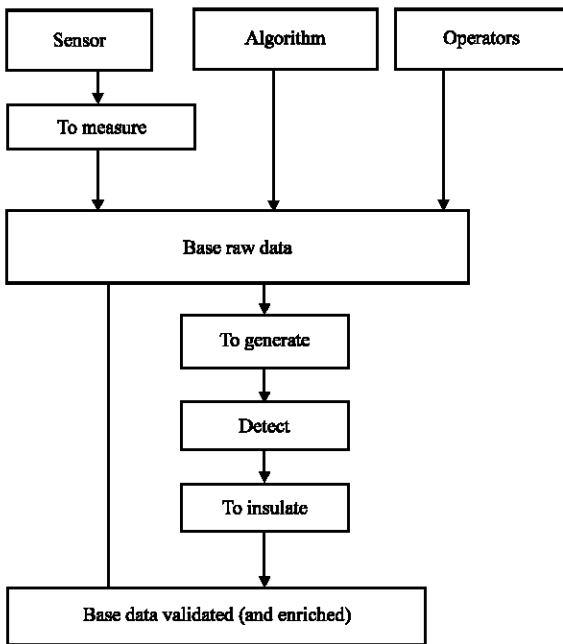 Sensor
Algorithm
Operators
To measure
Base raw data
To generate
Detect
To insulate
Base data validated (and enriched)